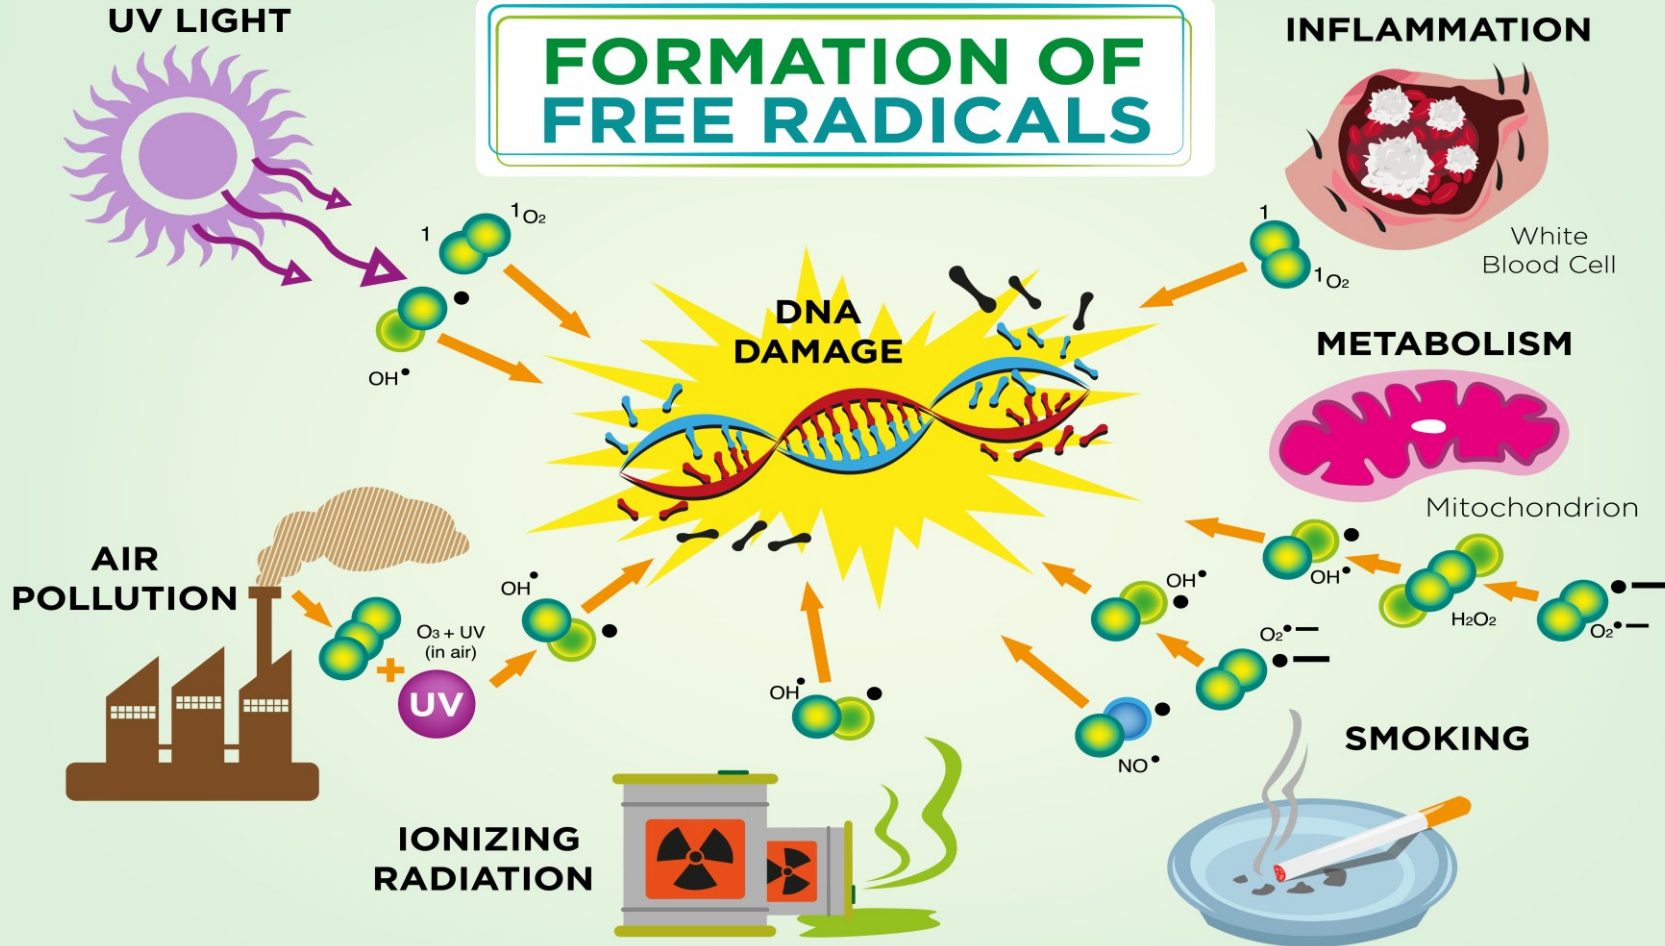 UV LIGHT
FORMATION OF
FREE RADICALS
INFLAMMATION
White
Blood Cell
1
¹O₂
OH•
1
¹O₂
DNA
DAMAGE
METABOLISM
Mitochondrion
OH•
H₂O₂
O₂•–
AIR
POLLUTION
O₃ + UV
(in air)
UV
OH•
OH•
OH•
O₂•–
NO•
SMOKING
IONIZING
RADIATION